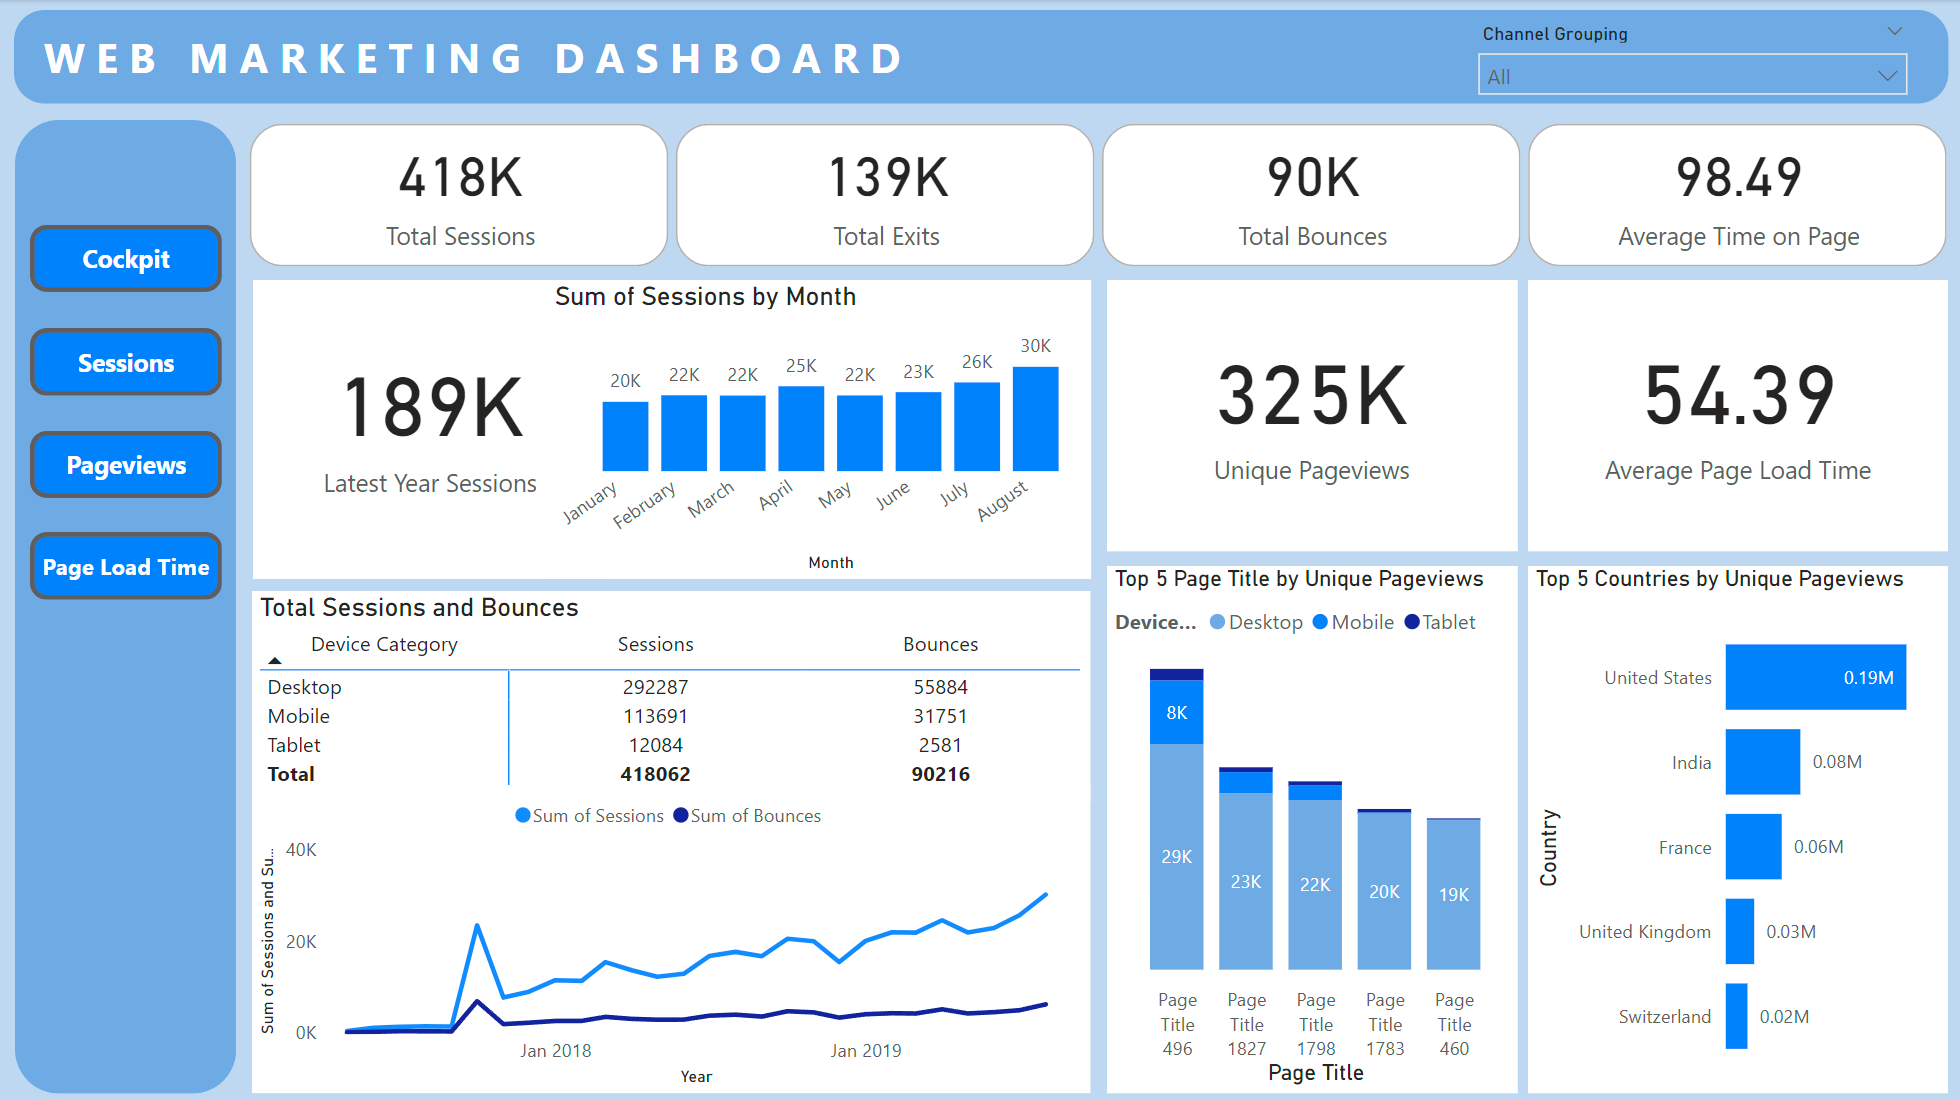 WEB MARKETING DASHBOARD
Channel Grouping
All
Cockpit
Sessions
Pageviews
Page Load Time
418K
Total Sessions
139K
Total Exits
90K
Total Bounces
98.49
Average Time on Page
189K
Latest Year Sessions
Sum of Sessions by Month
20K 22K 22K 25K 22K 23K 26K 30K
January February March April May June July August
Month
325K
Unique Pageviews
54.39
Average Page Load Time
Total Sessions and Bounces
Device Category Sessions Bounces
Desktop 292287 55884
Mobile 113691 31751
Tablet 12084 2581
Total 418062 90216
Sum of Sessions Sum of Bounces
Sum of Sessions and Su...
40K
20K
0K
Jan 2018 Jan 2019
Year
Top 5 Page Title by Unique Pageviews
Device... Desktop Mobile Tablet
8K
29K 23K 22K 20K 19K
Page Page Page Page Page
Title Title Title Title Title
496 1827 1798 1783 460
Page Title
Top 5 Countries by Unique Pageviews
Country
United States 0.19M
India 0.08M
France 0.06M
United Kingdom 0.03M
Switzerland 0.02M